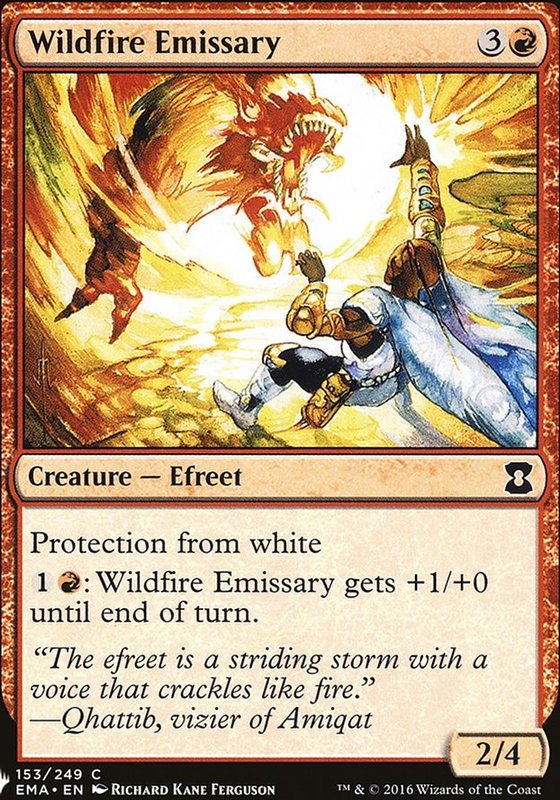 Wildfire Emissary 3
Creature — Efreet
Protection from white
1 : Wildfire Emissary gets +1/+0
until end of turn.
“The efreet is a striding storm with a
voice that crackles like fire.”
—Qhattib, vizier of Amiqat
2/4
153/249 C
EMA • EN Richard Kane Ferguson
™ & © 2016 Wizards of the Coast